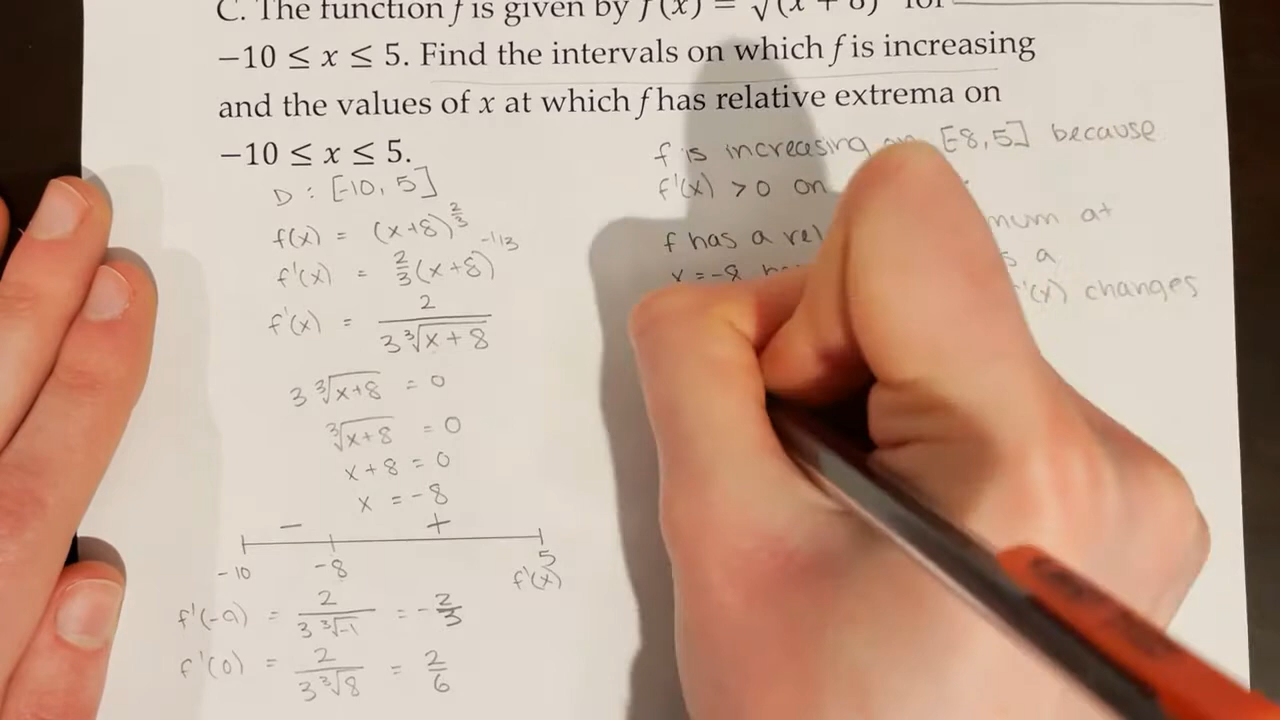 C. The function f is given by f(x) = √(x + 8) for
−10 ≤ x ≤ 5. Find the intervals on which f is increasing
and the values of x at which f has relative extrema on
−10 ≤ x ≤ 5.
D : [-10, 5]
f(x) = (x+8)^{2/3}
f'(x) = 2/3 (x+8)^{-1/3}
f'(x) = 2 / 3∛x+8
3∛x+8 = 0
∛x+8 = 0
x + 8 = 0
x = -8
− +
-10 -8 5
f'(x)
f'(-9) = 2 / 3∛-1 = -2/3
f'(0) = 2 / 3∛8 = 2/6
f is increasing on [-8,5] because
f'(x) > 0 on
f has a rel
at
x = -8
a
f'(x) changes